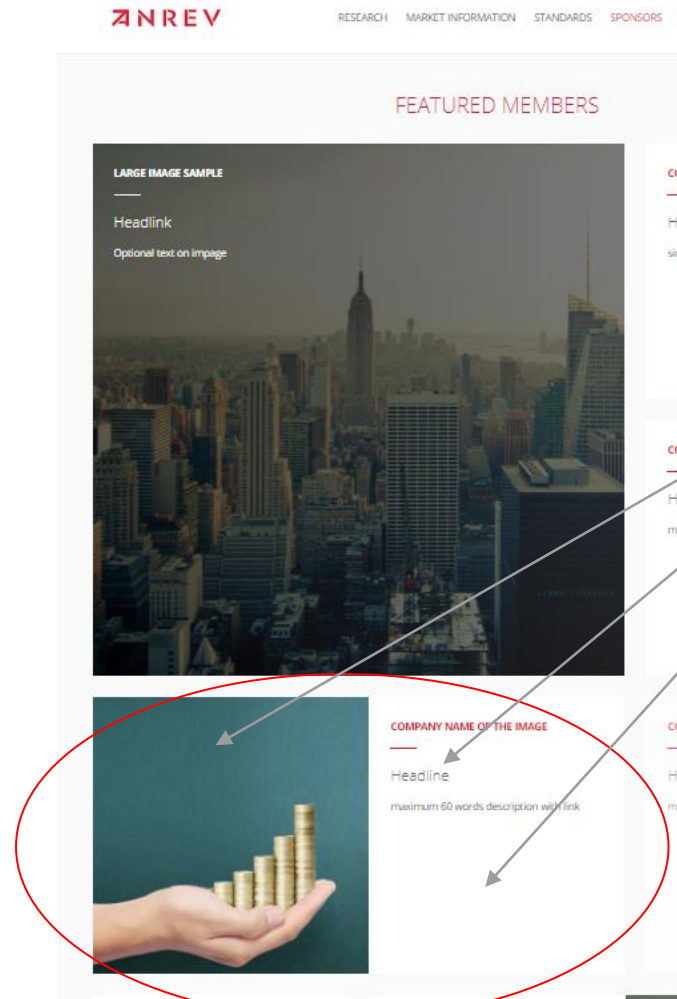 ANREV
RESEARCH MARKET INFORMATION STANDARDS SPONSORS
FEATURED MEMBERS
LARGE IMAGE SAMPLE
Headlink
Optional text on impage
COMPANY NAME OF THE IMAGE
Headline
maximum 60 words description with link